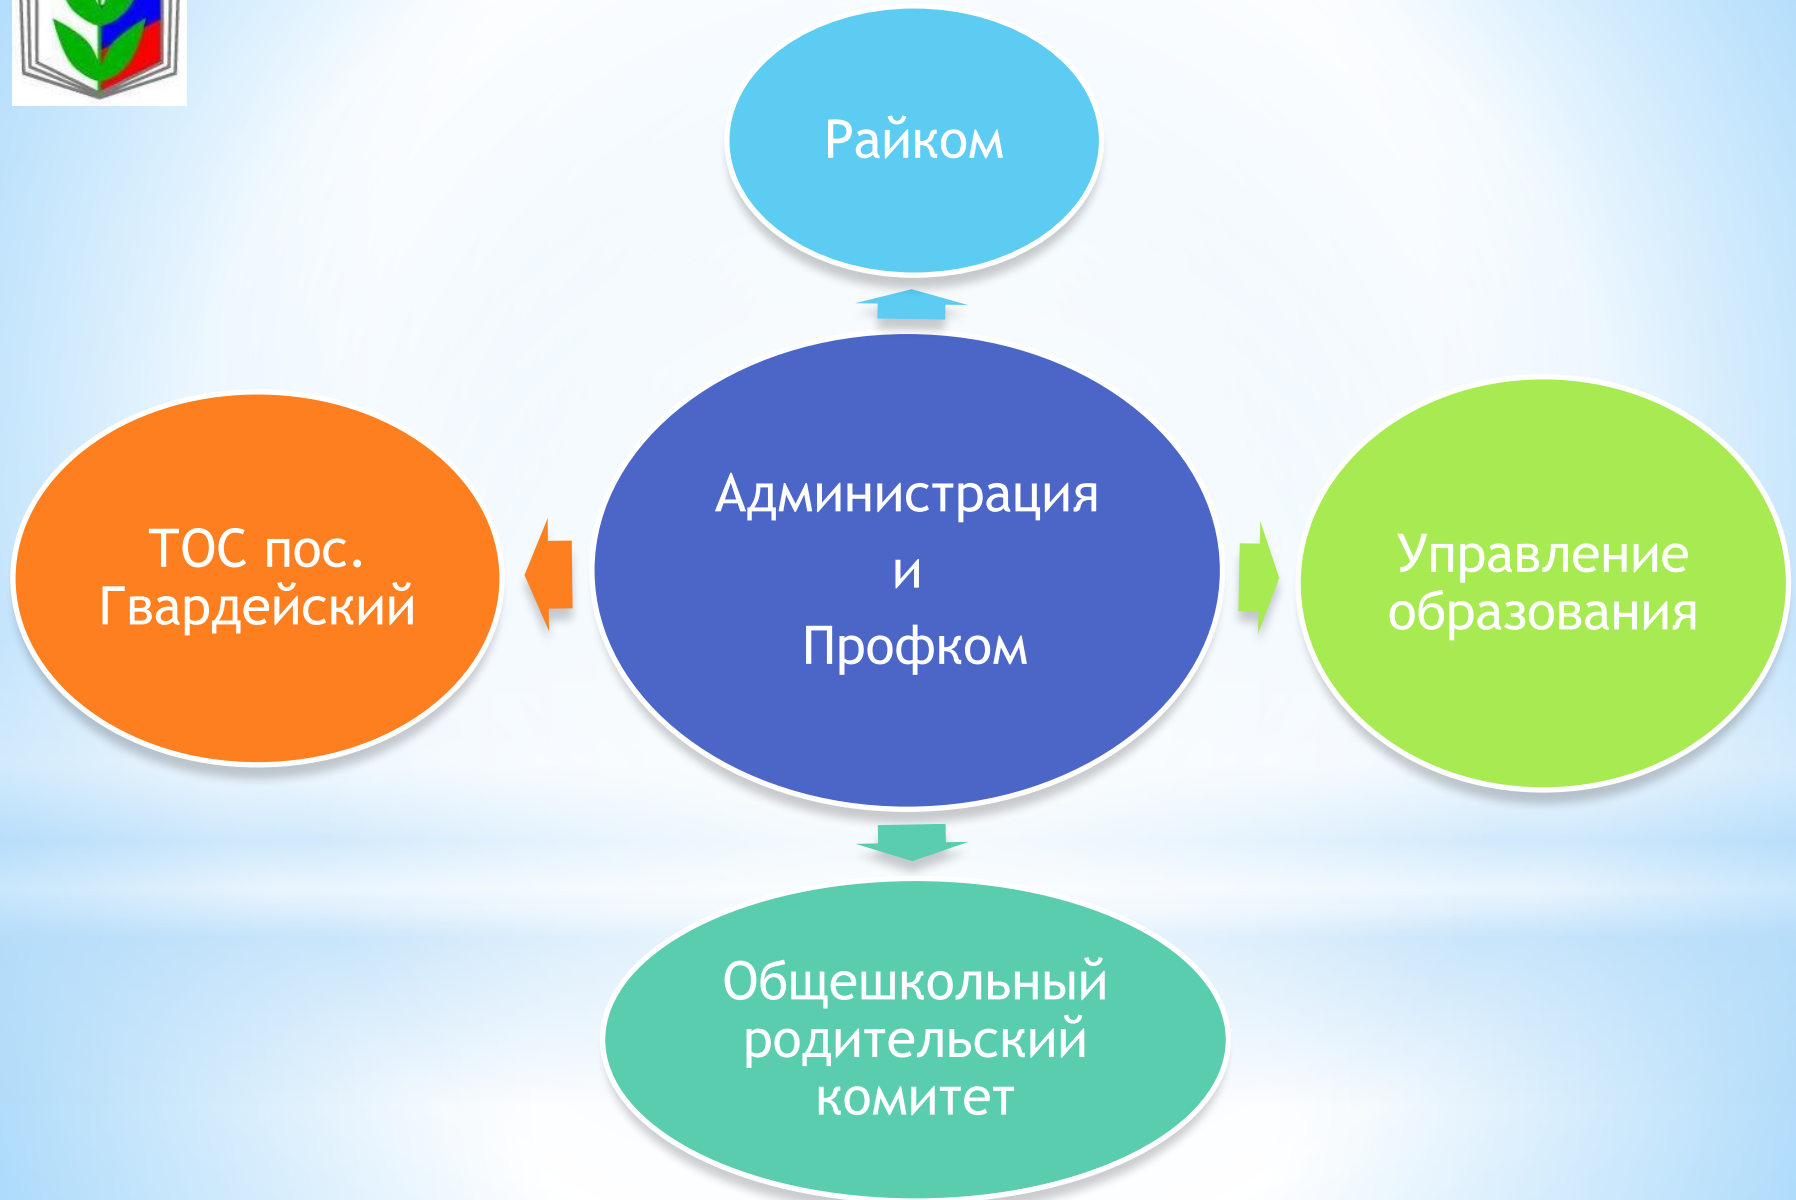 Райком
ТОС пос.
Гвардейский
Администрация
и
Профком
Управление
образования
Общешкольный
родительский
комитет